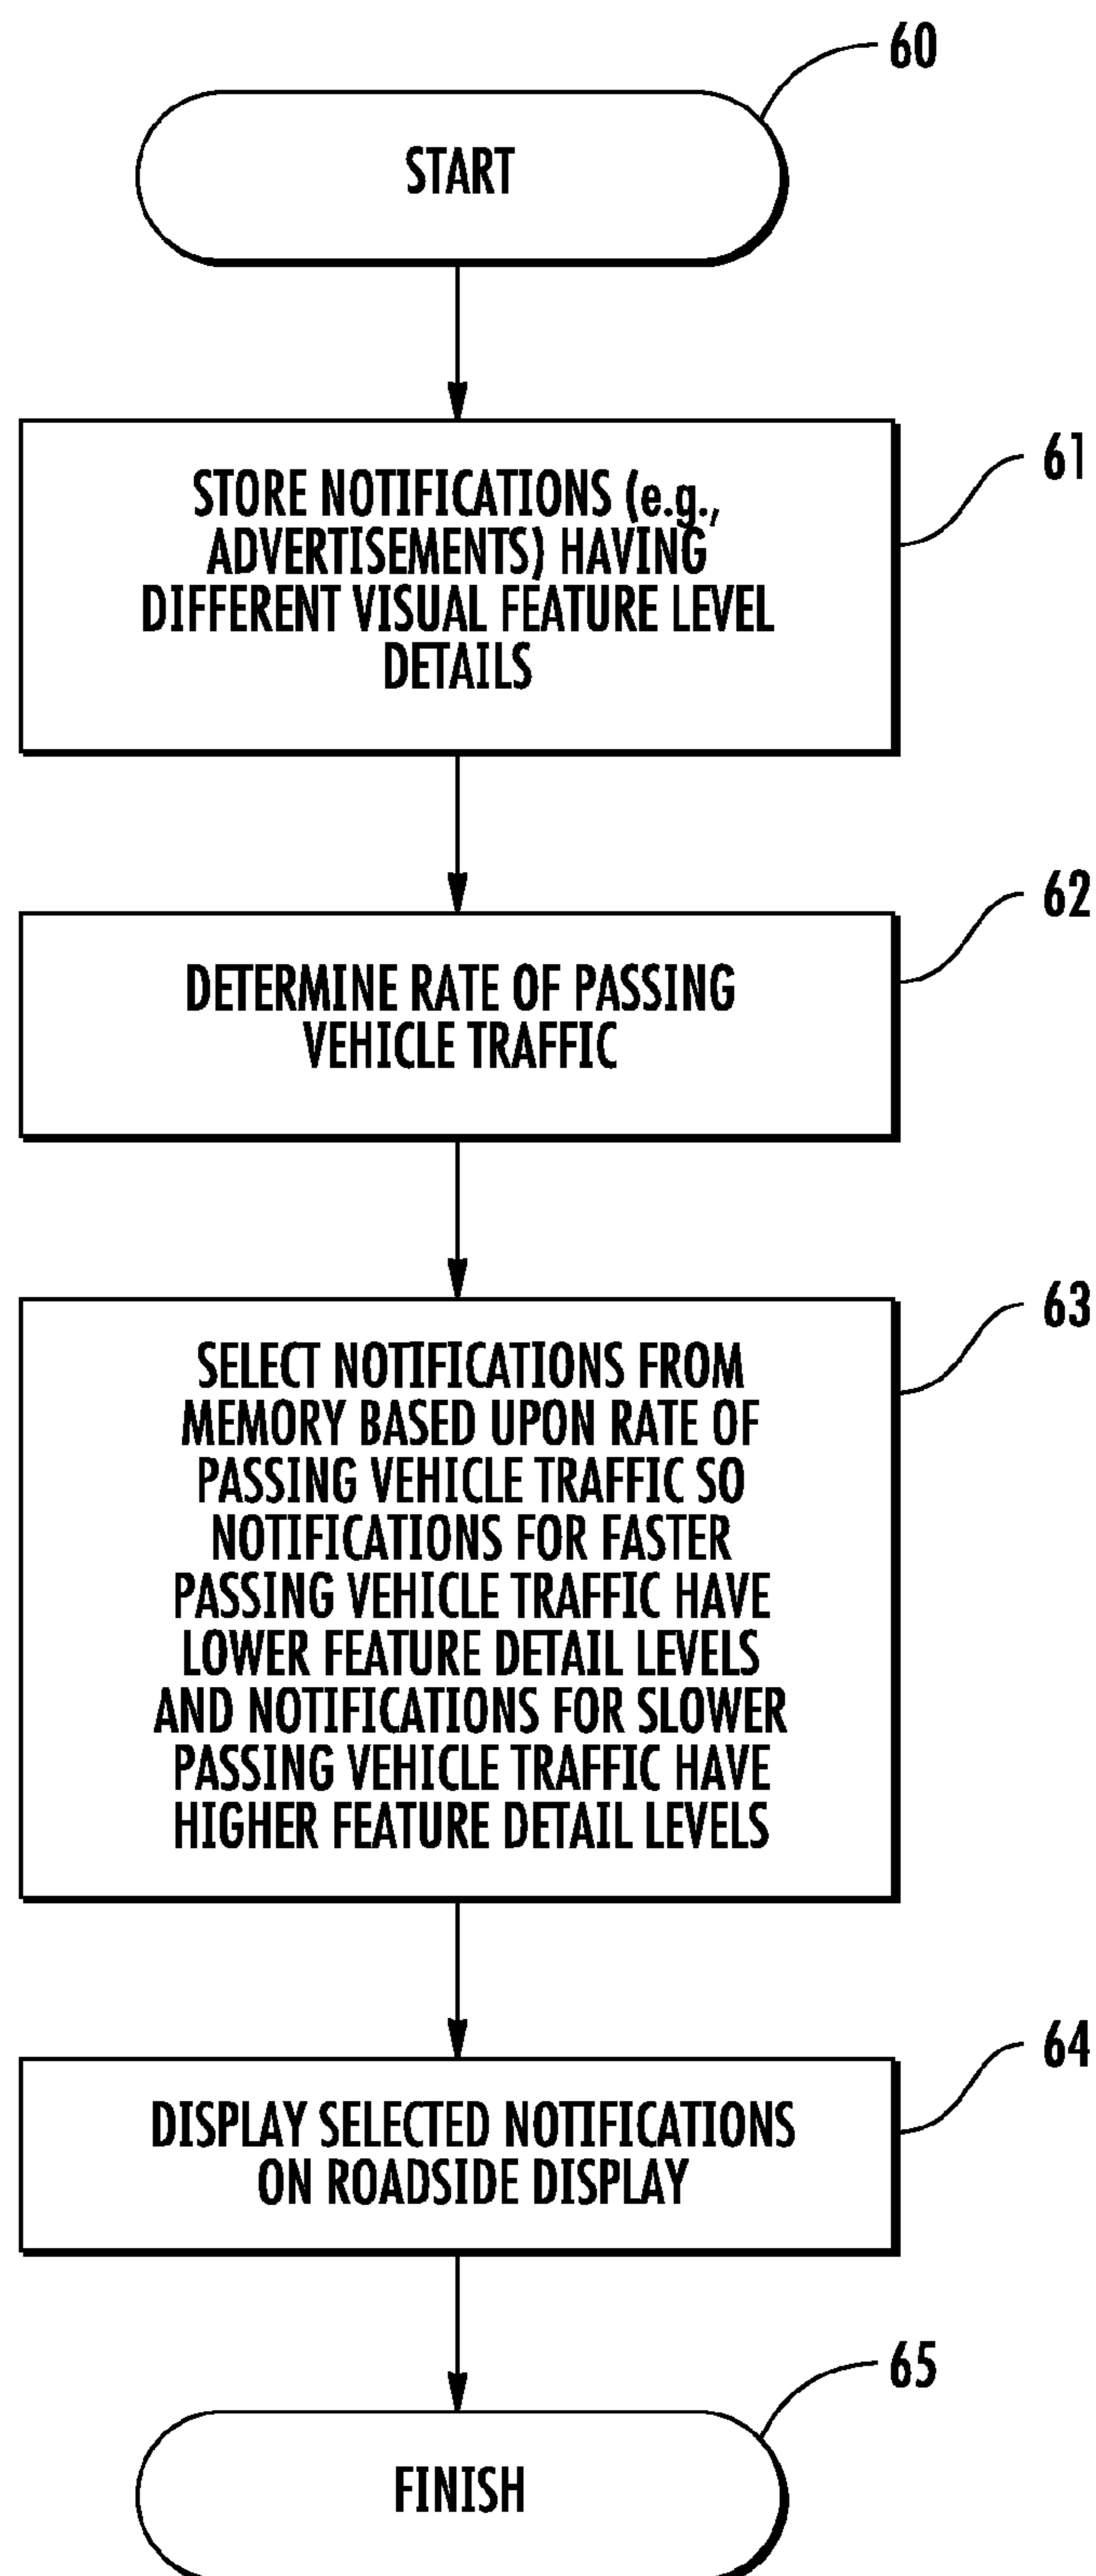 60
START
61
STORE NOTIFICATIONS (e.g.,
ADVERTISEMENTS) HAVING
DIFFERENT VISUAL FEATURE LEVEL
DETAILS
62
DETERMINE RATE OF PASSING
VEHICLE TRAFFIC
63
SELECT NOTIFICATIONS FROM
MEMORY BASED UPON RATE OF
PASSING VEHICLE TRAFFIC SO
NOTIFICATIONS FOR FASTER
PASSING VEHICLE TRAFFIC HAVE
LOWER FEATURE DETAIL LEVELS
AND NOTIFICATIONS FOR SLOWER
PASSING VEHICLE TRAFFIC HAVE
HIGHER FEATURE DETAIL LEVELS
64
DISPLAY SELECTED NOTIFICATIONS
ON ROADSIDE DISPLAY
65
FINISH